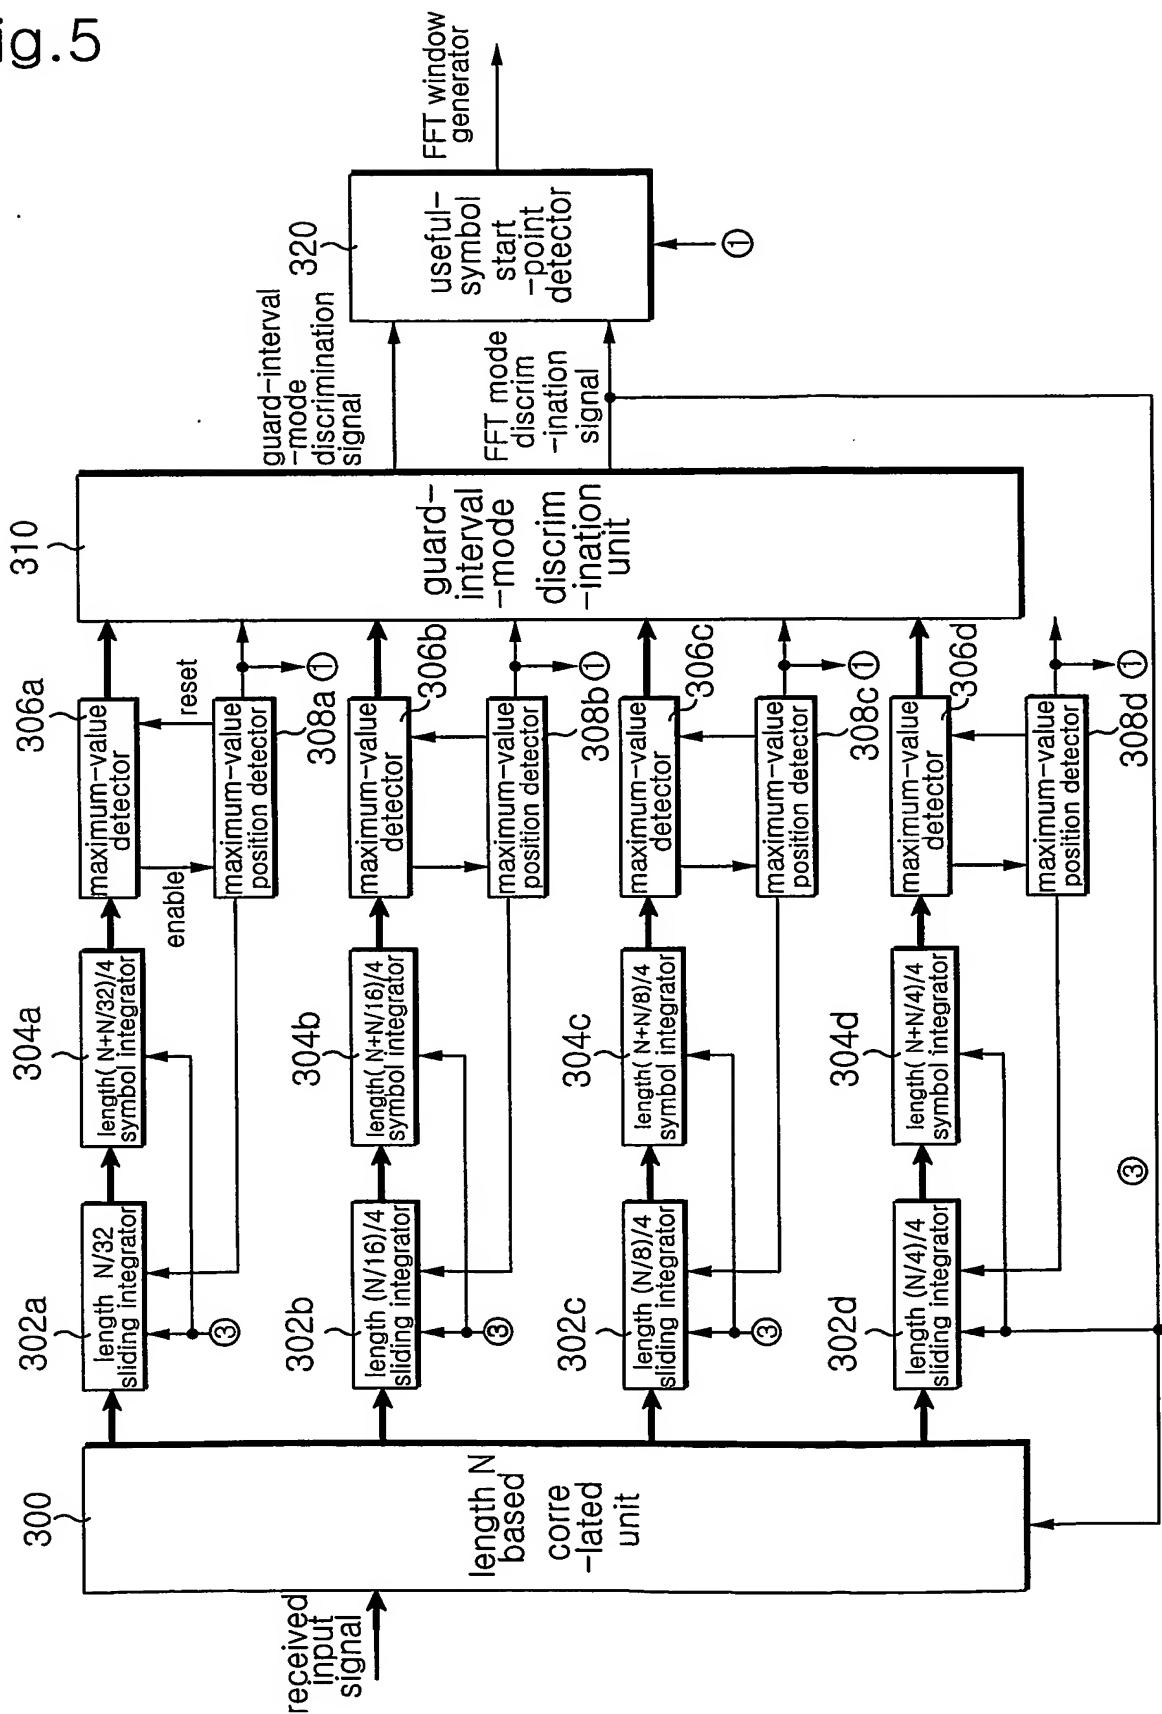 ig.5
received
input
signal
300
length N
based
corre
-lated
unit
302a
length N/32
sliding integrator
③
304a
length( N+N/32)/4
symbol integrator
306a
maximum-value
detector
enable
reset
maximum-value
position detector
308a
①
302b
length (N/16)/4
sliding integrator
③
304b
length( N+N/16)/4
symbol integrator
306b
maximum-value
detector
maximum-value
position detector
308b
①
302c
length (N/8)/4
sliding integrator
③
304c
length( N+N/8)/4
symbol integrator
306c
maximum-value
detector
maximum-value
position detector
308c
①
302d
length (N/4)/4
sliding integrator
304d
length( N+N/4)/4
symbol integrator
306d
maximum-value
detector
maximum-value
position detector
308d
①
③
310
guard-
interval
-mode
discrim
-ination
unit
guard-interval
-mode
discrimination
signal
FFT mode
discrim
-ination
signal
320
useful-
symbol
start
-point
detector
①
FFT window
generator